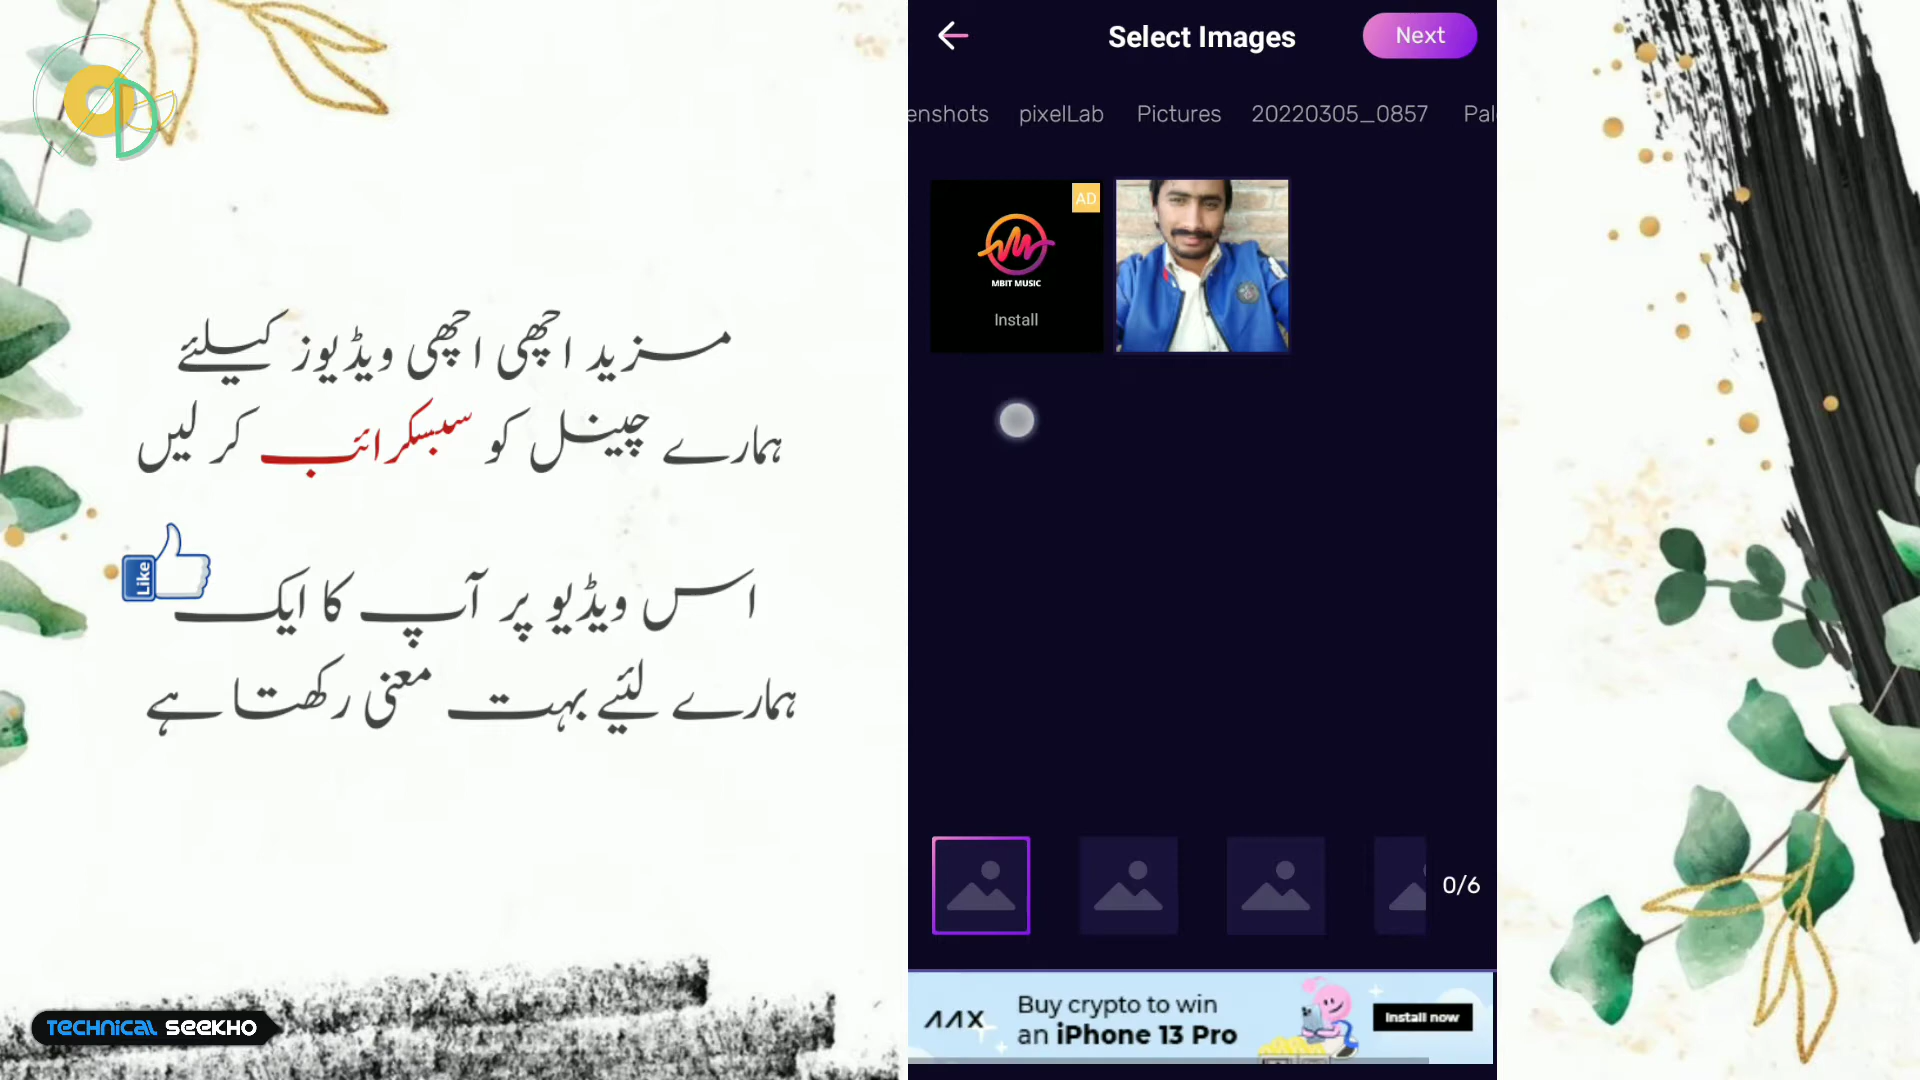 مزید اچھی اچھی ویڈیوز کیلئے
ہمارے چینل کو سبسکرائب کر لیں
Like
اس ویڈیو پر آپ کا ایک
ہمارے لئیے بہت معنی رکھتا ہے
TECHNICAL SEEKHO
Select Images
Next
enshots pixelLab Pictures 20220305_0857 Pal
AD
MBIT MUSIC
Install
0/6
AAX
Buy crypto to win
an iPhone 13 Pro
Install now